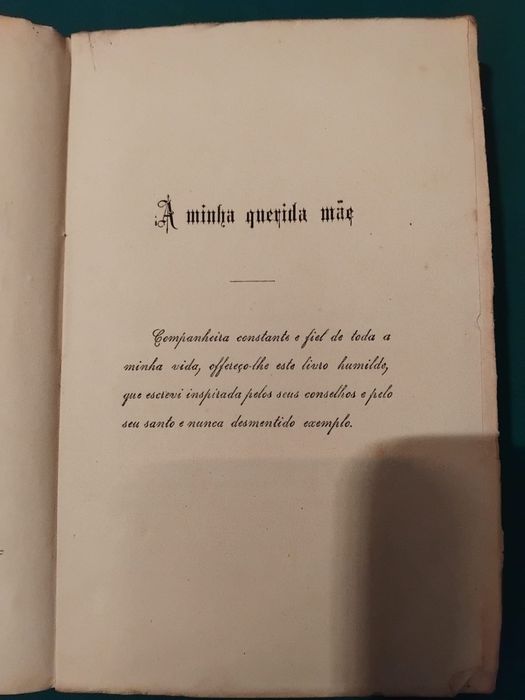 A minha querida mãe
Companheira constante e fiel de toda a
minha vida, offereço-lhe este livro humilde,
que escrevi inspirada pelos seus conselhos e pelo
seu santo e nunca desmentido exemplo.